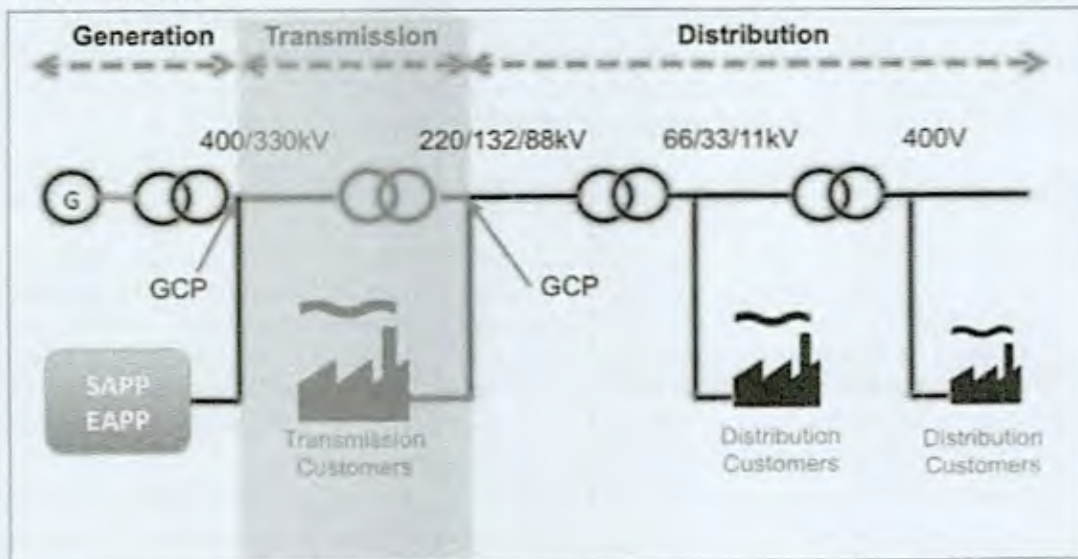 Generation
Transmission
Distribution
400/330kV
220/132/88kV
66/33/11kV
400V
G
GCP
GCP
SAPP
EAPP
Transmission
Customers
Distribution
Customers
Distribution
Customers